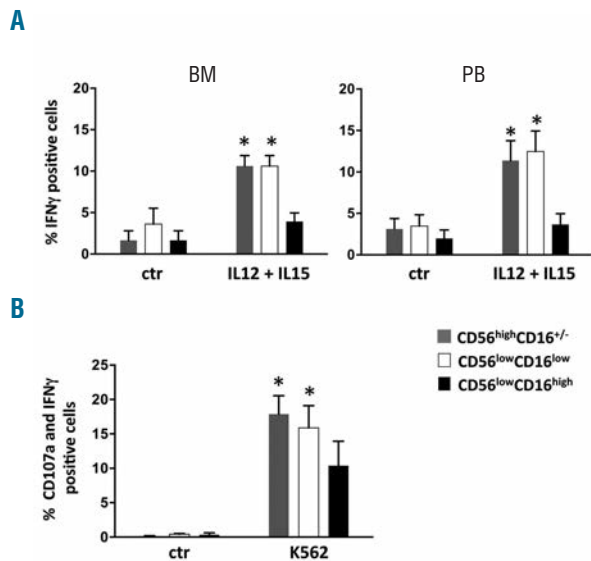 A
BM
PB
% IFNγ positive cells
20
15
10
5
0
* *
ctr
IL12 + IL15
20
15
10
5
0
* *
ctr
IL12 + IL15
B
CD56highCD16+/-
CD56lowCD16low
CD56lowCD16high
% CD107a and IFNγ
positive cells
25
20
15
10
5
0
* *
ctr
K562